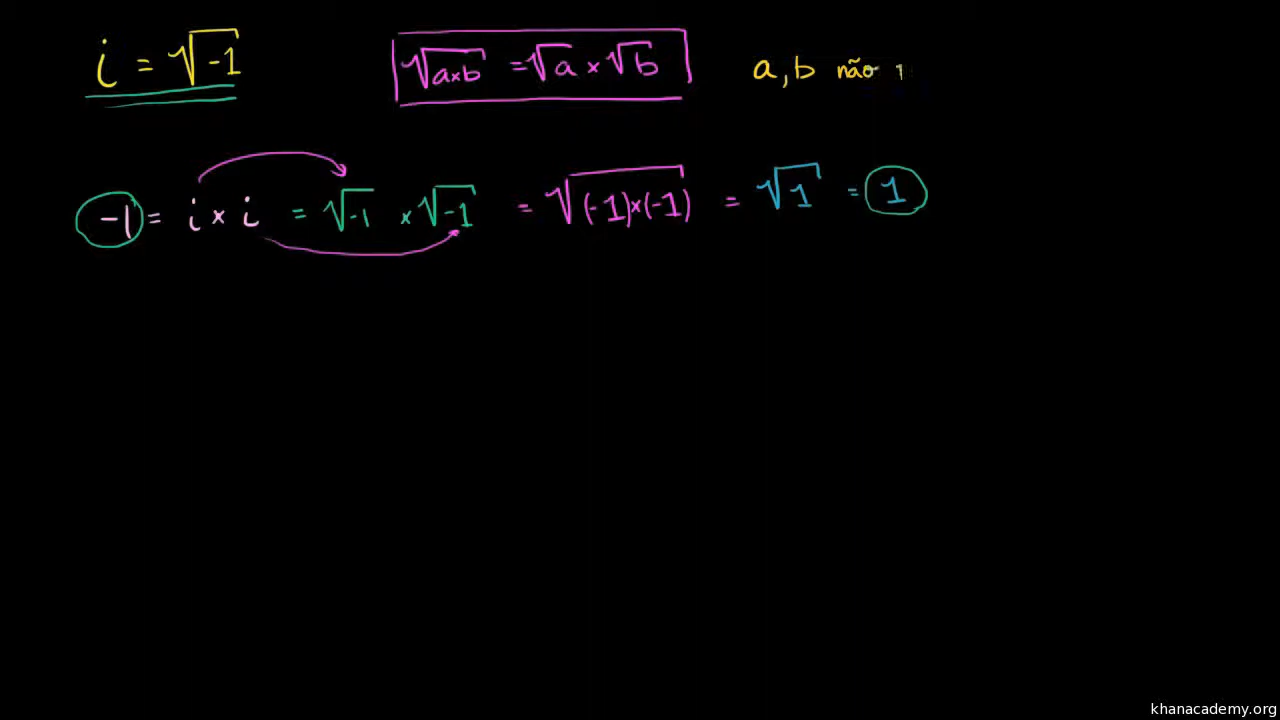 i = √-1 √a×b = √a × √b a,b não
-1 = i × i = √-1 × √-1 = √(-1)×(-1) = √1 = 1
khanacademy.org